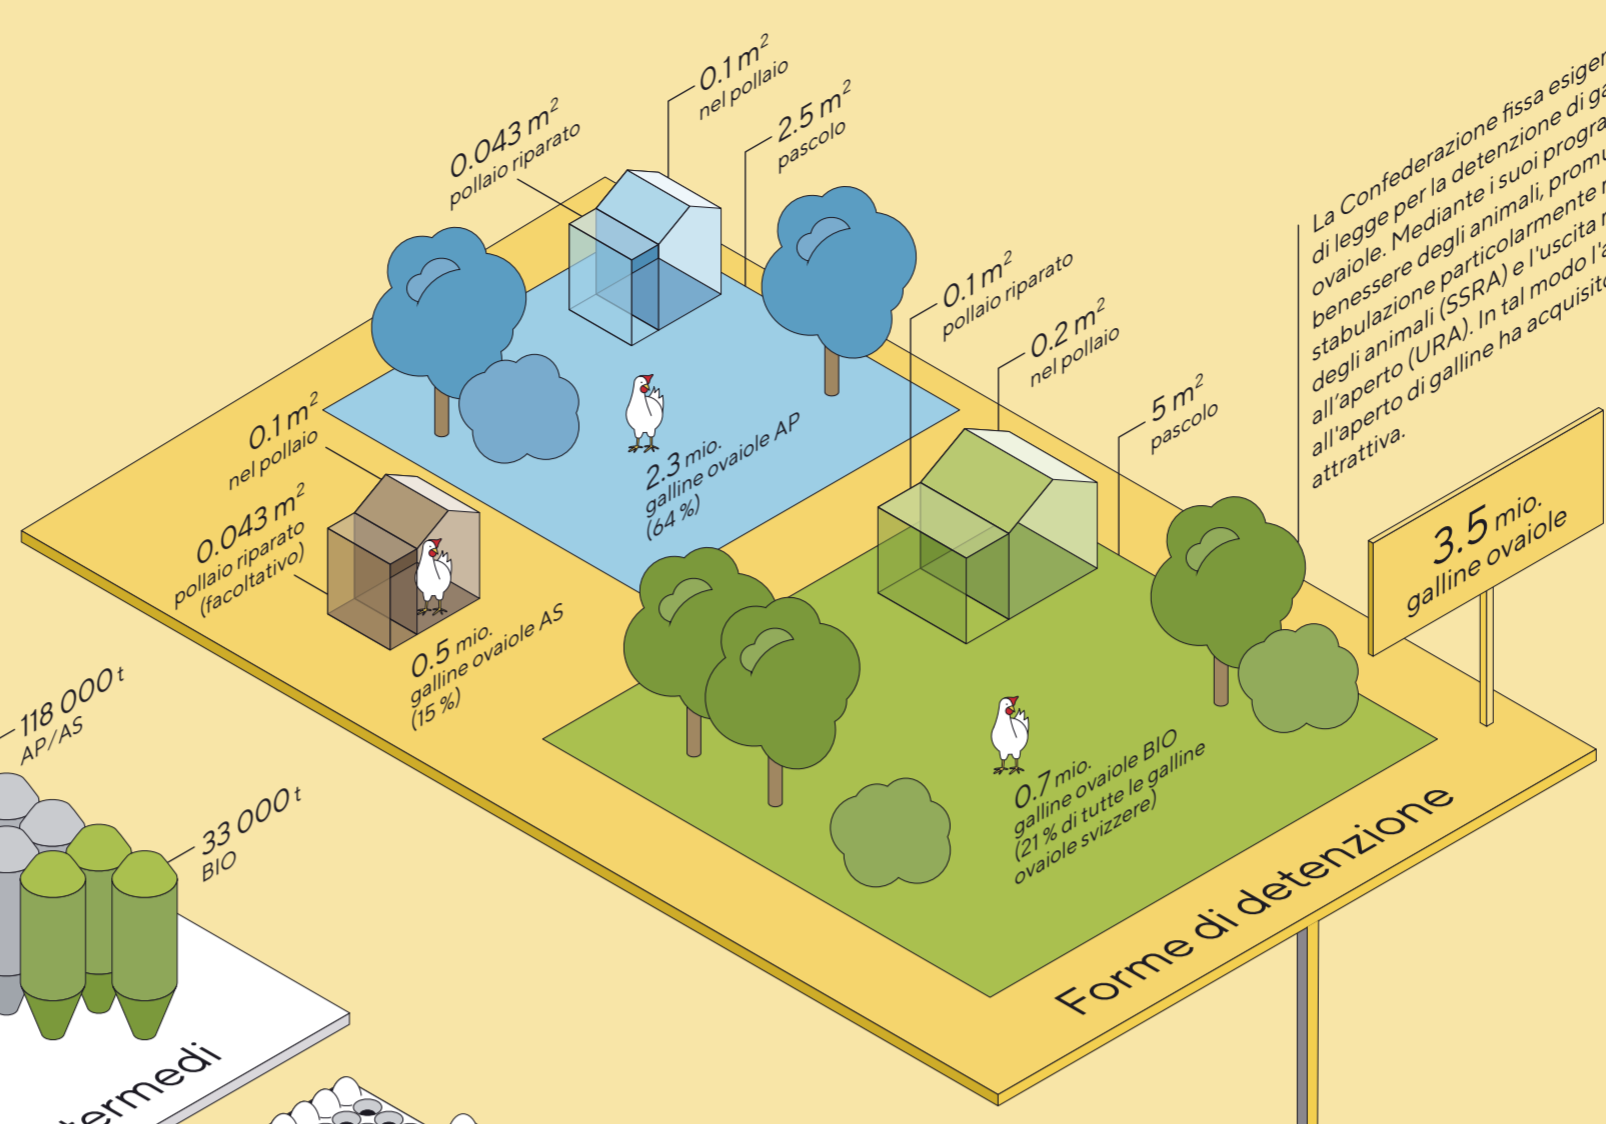 0.1 m²
nel pollaio
0.043 m²
pollaio riparato
2.5 m²
pascolo
2.3 mio.
galline ovaiole AP
(64 %)
0.1 m²
nel pollaio
0.043 m²
pollaio riparato
(facoltativo)
0.5 mio.
galline ovaiole AS
(15 %)
0.1 m²
pollaio riparato
0.2 m²
nel pollaio
5 m²
pascolo
0.7 mio.
galline ovaiole BIO
(21 % di tutte le galline
ovaiole svizzere)
La Confederazione fissa
di legge per la detenzione di
ovaiole. Mediante i suoi
benessere degli animali,
stabulazione particolarmente
degli animali (SSRA) e l'uscita
all'aperto (URA). In tal modo
all'aperto di galline ha
attrattiva.
3.5 mio.
galline ovaiole
Forme di detenzione
118 000 t
AP/AS
33 000 t
BIO